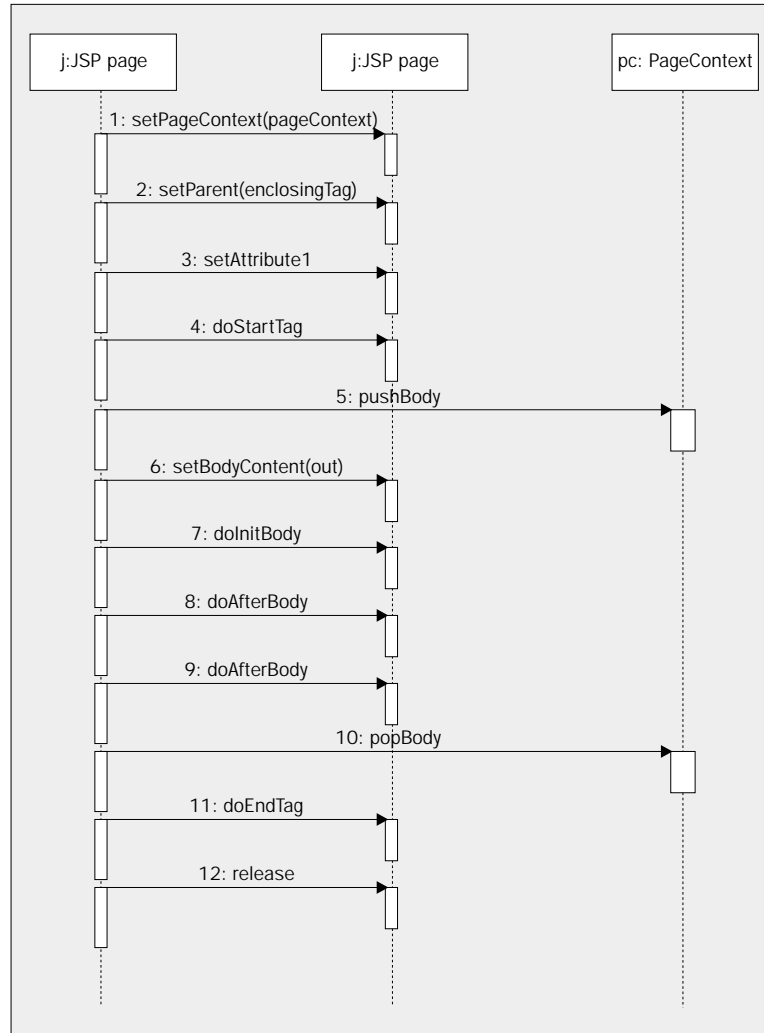 j:JSP page
j:JSP page
pc: PageContext
1: setPageContext(pageContext)
2: setParent(enclosingTag)
3: setAttribute1
4: doStartTag
5: pushBody
6: setBodyContent(out)
7: doInitBody
8: doAfterBody
9: doAfterBody
10: popBody
11: doEndTag
12: release